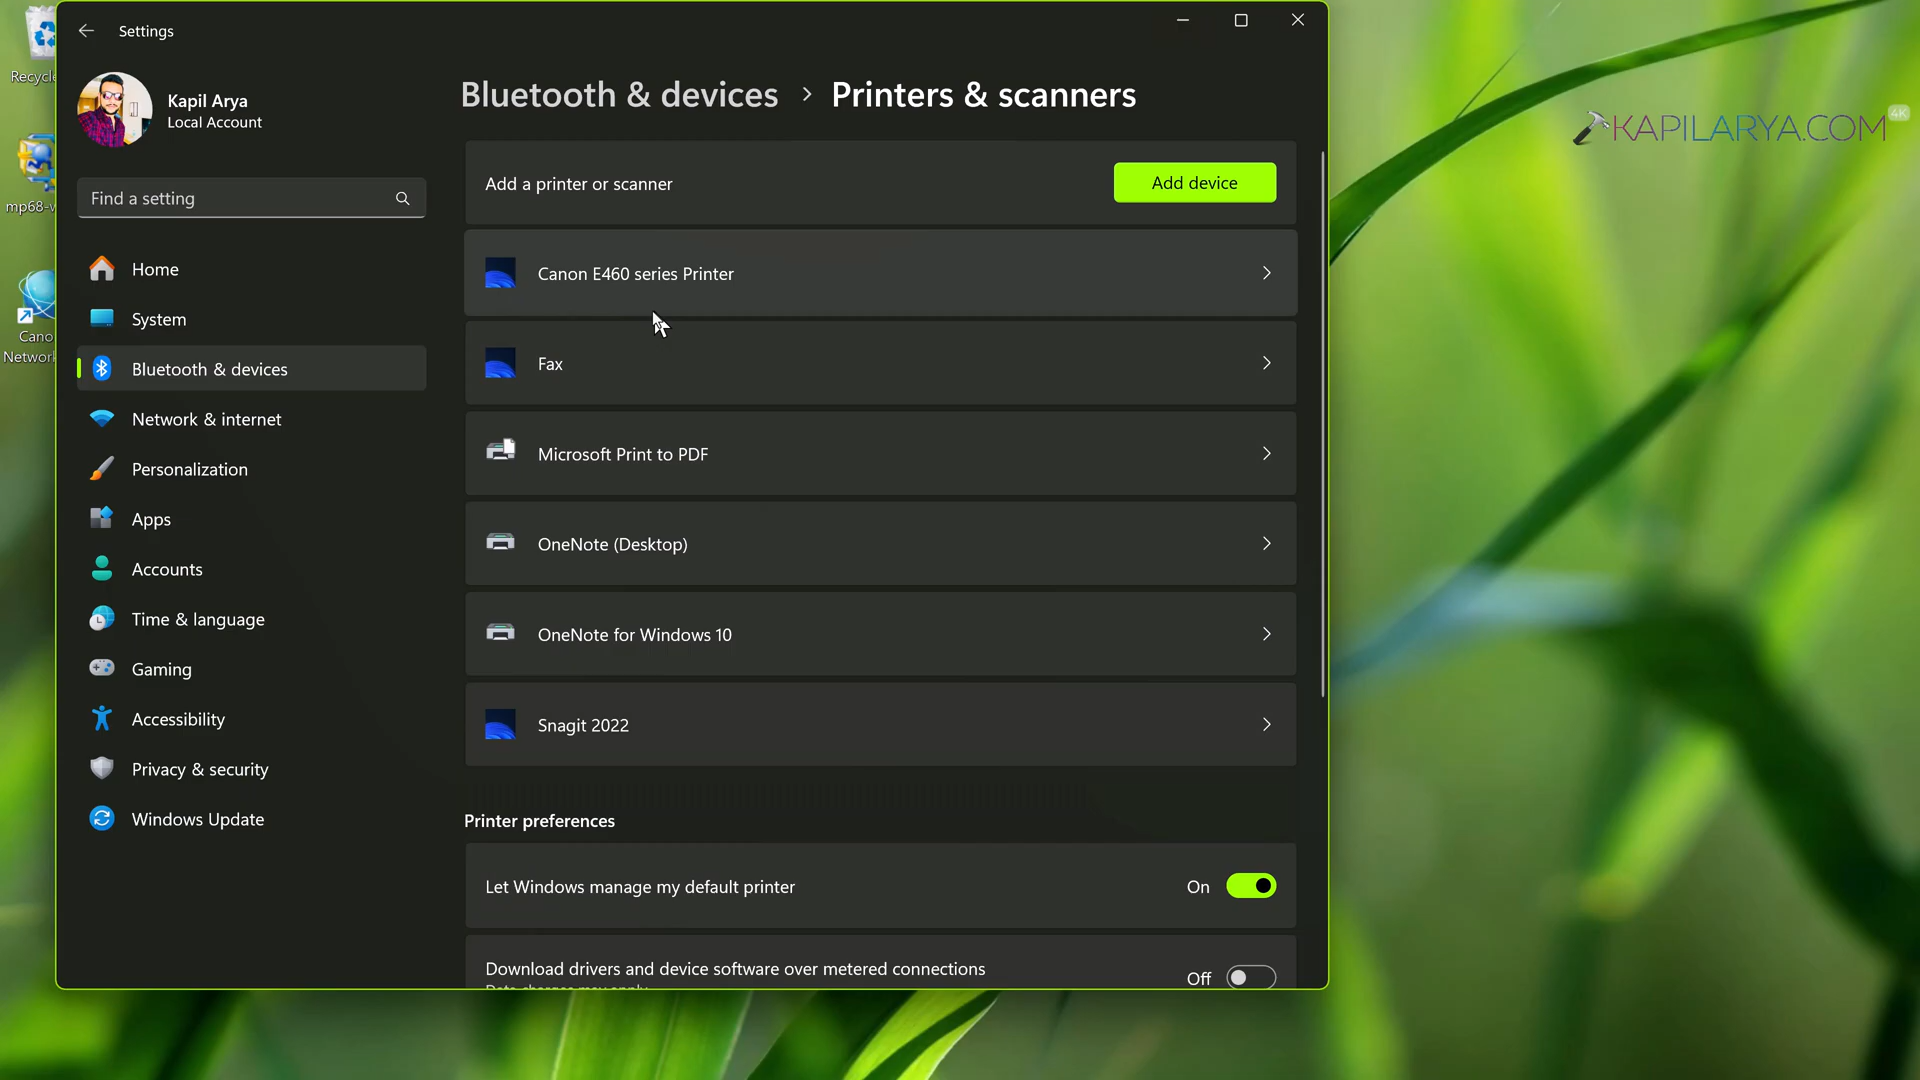 Settings
Recycle
Kapil Arya
Local Account
Bluetooth & devices > Printers & scanners
KAPILARYA.COM
4K
Find a setting
Add a printer or scanner
Add device
mp68-w
Home
Canon E460 series Printer
System
Cano
Network
Bluetooth & devices
Fax
Network & internet
Personalization
Microsoft Print to PDF
Apps
OneNote (Desktop)
Accounts
Time & language
OneNote for Windows 10
Gaming
Accessibility
Snagit 2022
Privacy & security
Windows Update
Printer preferences
Let Windows manage my default printer
On
Download drivers and device software over metered connections
Off